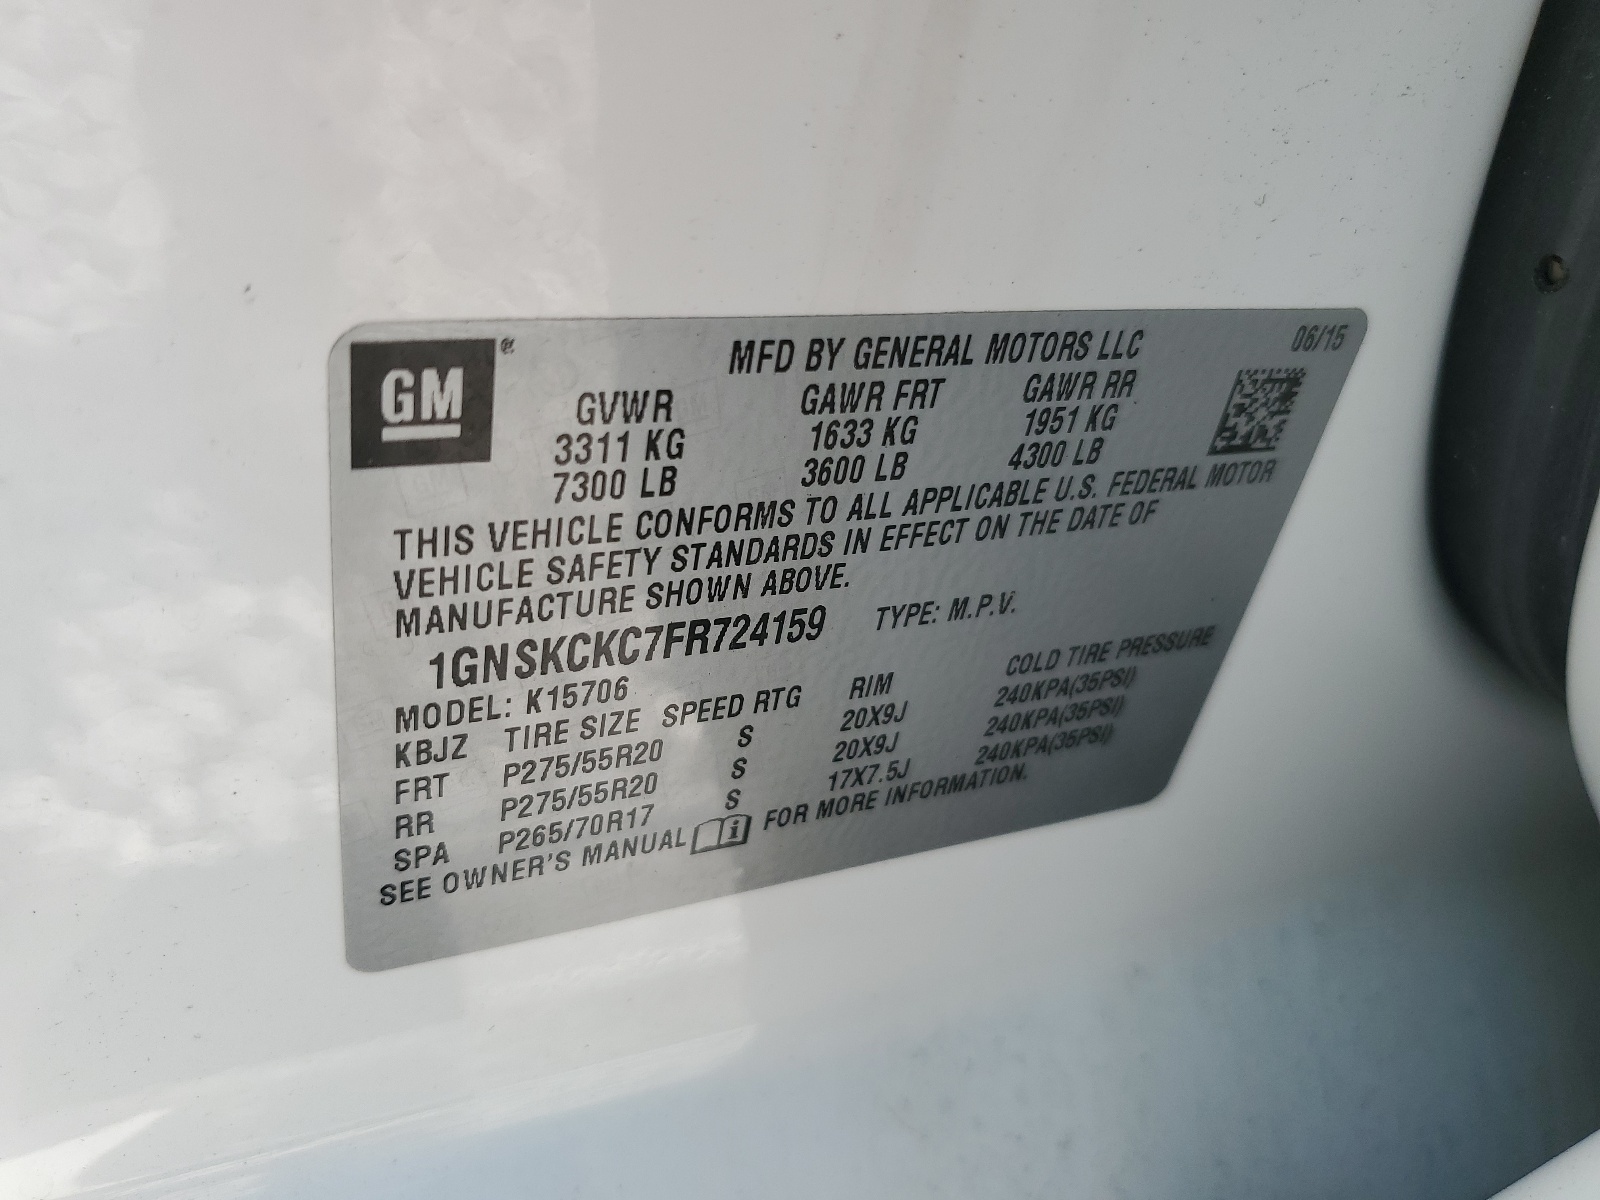 GM®
MFD BY GENERAL MOTORS LLC
06/15
GVWR GAWR FRT GAWR RR
3311 KG 1633 KG 1951 KG
7300 LB 3600 LB 4300 LB
THIS VEHICLE CONFORMS TO ALL APPLICABLE U.S. FEDERAL MOTOR
VEHICLE SAFETY STANDARDS IN EFFECT ON THE DATE OF
MANUFACTURE SHOWN ABOVE.
1GNSKCKC7FR724159 TYPE: M.P.V.
MODEL: K15706
KBJZ TIRE SIZE SPEED RTG RIM COLD TIRE PRESSURE
FRT P275/55R20 S 20X9J 240KPA(35PSI)
RR P275/55R20 S 20X9J 240KPA(35PSI)
SPA P265/70R17 S 17X7.5J 240KPA(35PSI)
SEE OWNER'S MANUAL FOR MORE INFORMATION.